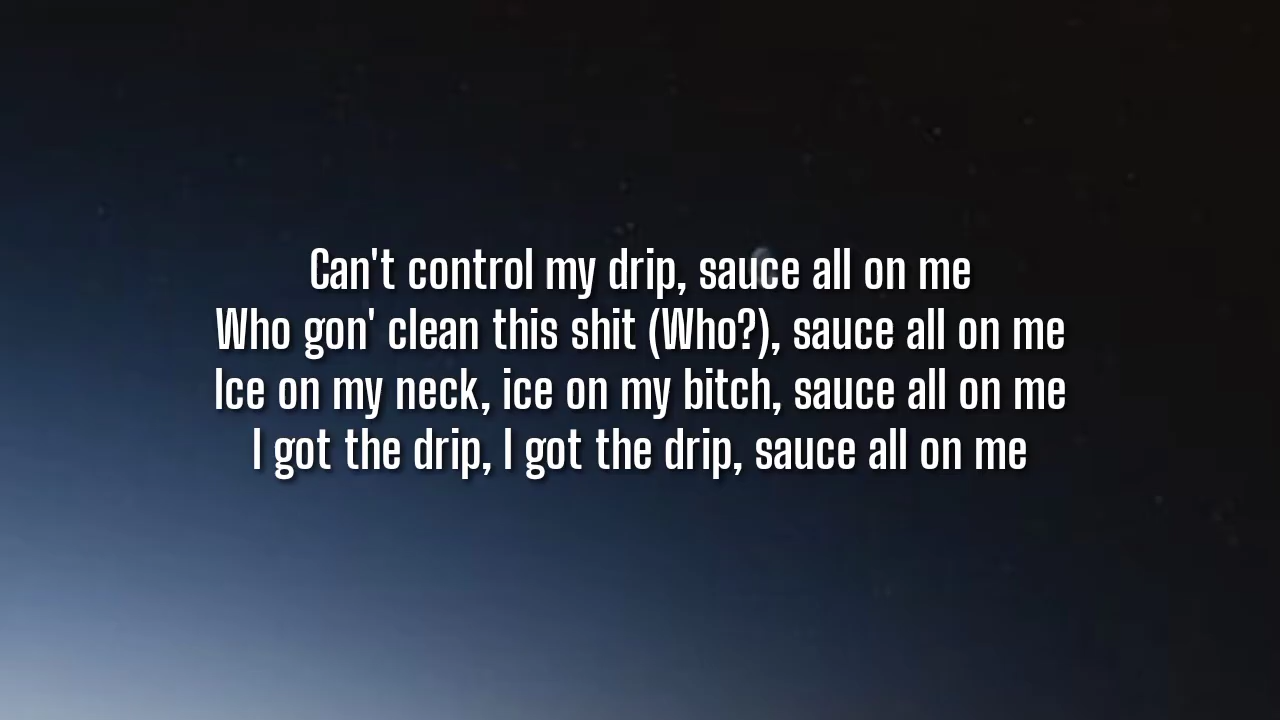 Can't control my drip, sauce all on me
Who gon' clean this shit (Who?), sauce all on me
Ice on my neck, ice on my bitch, sauce all on me
I got the drip, I got the drip, sauce all on me